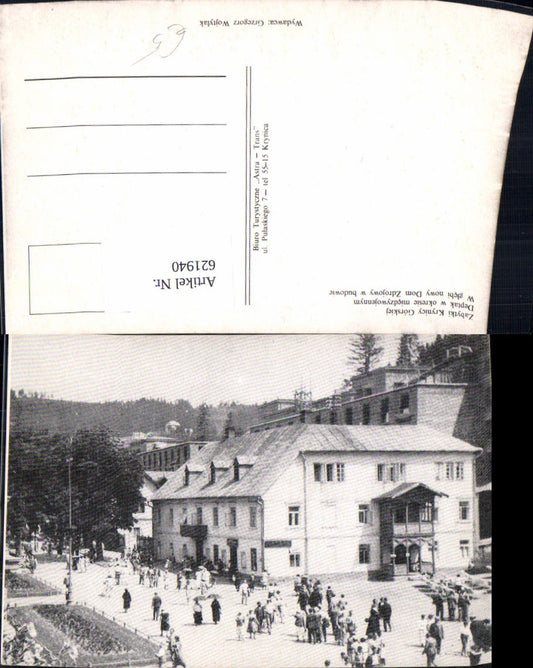 Zabytki Krynicy Górskiej
Deptak w okresie międzywojennym
W głębi nowy Dom Zdrojowy w budowie
Biuro Turystyczne „Astra — Trans"
ul. Pułaskiego 7 — tel 55-15 Krynica
Wydawca: Grzegorz Wojtylak
Artikel Nr.
621940